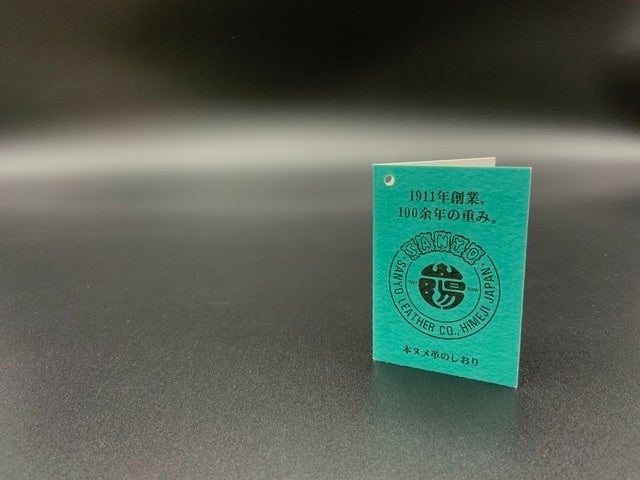 1911年創業、
100余年の重み。
SANYO
・SANYO LEATHER CO., HIMEJI JAPAN・
陽
本ヌメ革のしおり